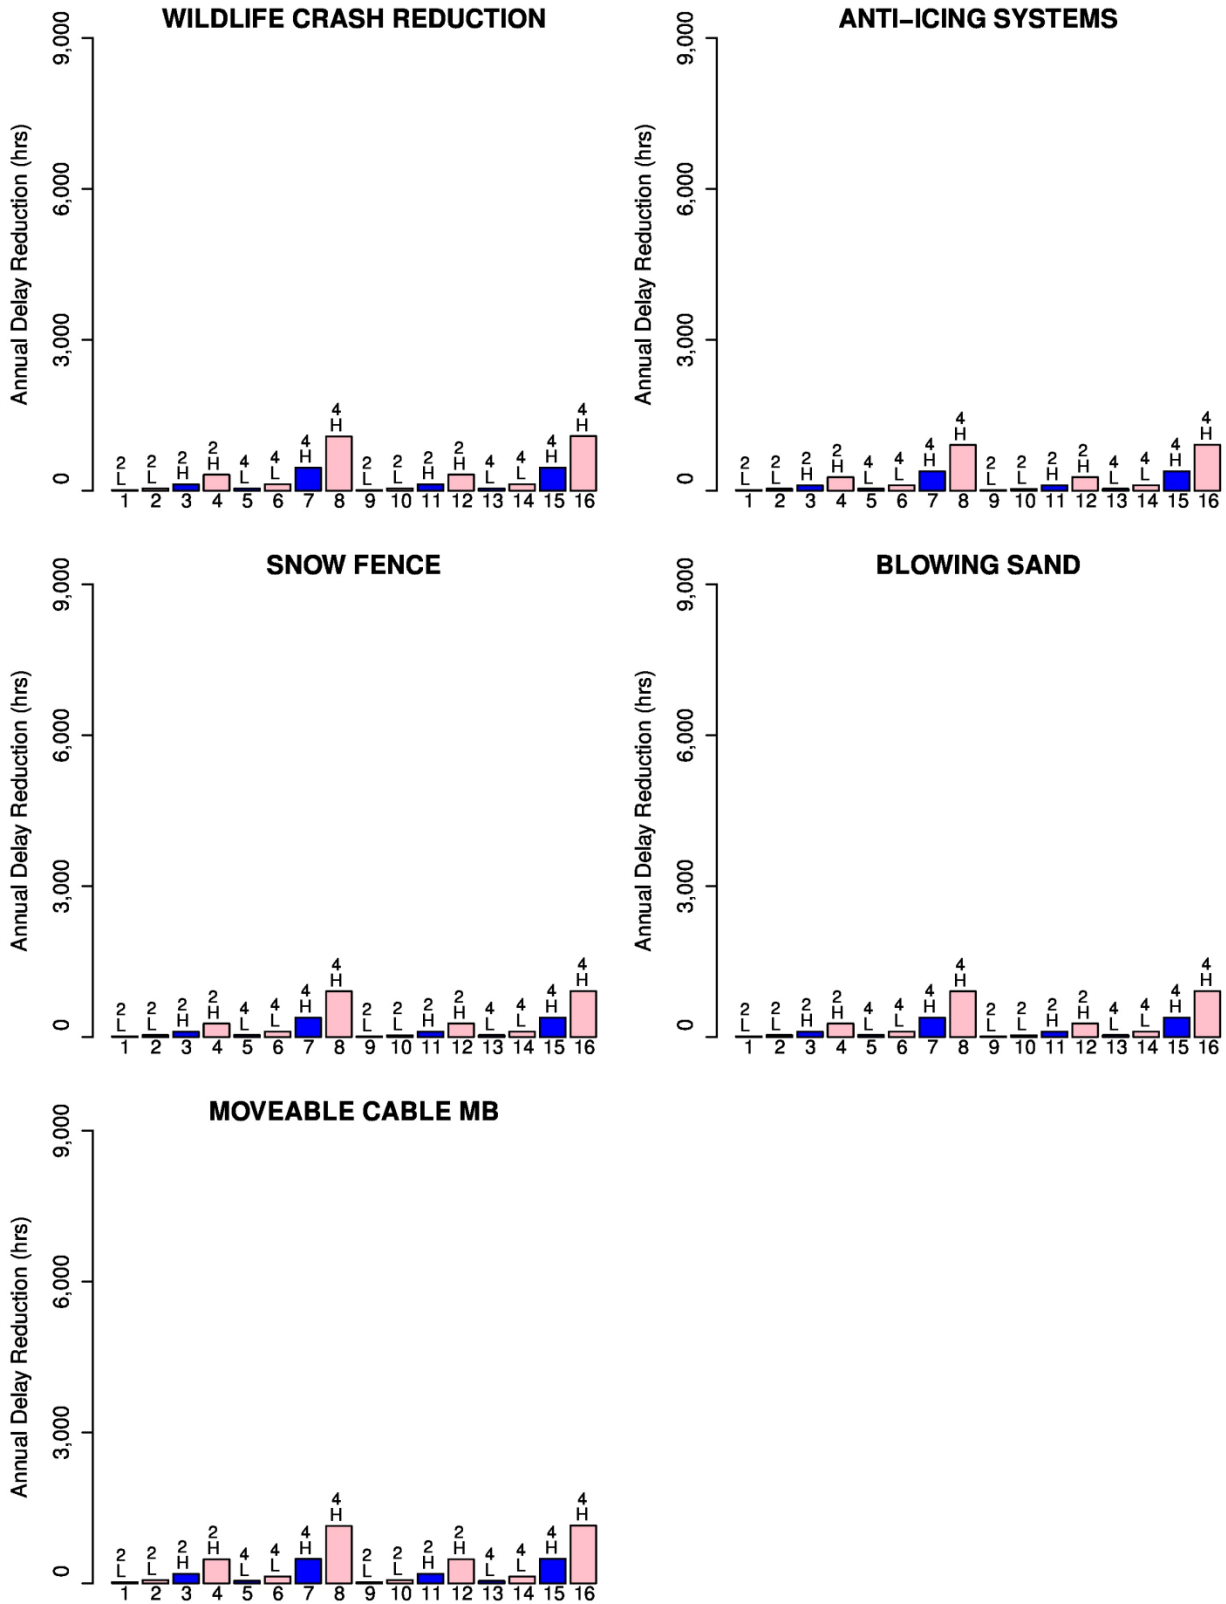 WILDLIFE CRASH REDUCTION
Annual Delay Reduction (hrs)
9,000
6,000
3,000
0
2 2 2 2 4 4 4 4 2 2 2 2 4 4 4 4
L L H H L L H H L L H H L L H H
1 2 3 4 5 6 7 8 9 10 11 12 13 14 15 16
ANTI-ICING SYSTEMS
Annual Delay Reduction (hrs)
9,000
6,000
3,000
0
2 2 2 2 4 4 4 4 2 2 2 2 4 4 4 4
L L H H L L H H L L H H L L H H
1 2 3 4 5 6 7 8 9 10 11 12 13 14 15 16
SNOW FENCE
Annual Delay Reduction (hrs)
9,000
6,000
3,000
0
2 2 2 2 4 4 4 4 2 2 2 2 4 4 4 4
L L H H L L H H L L H H L L H H
1 2 3 4 5 6 7 8 9 10 11 12 13 14 15 16
BLOWING SAND
Annual Delay Reduction (hrs)
9,000
6,000
3,000
0
2 2 2 2 4 4 4 4 2 2 2 2 4 4 4 4
L L H H L L H H L L H H L L H H
1 2 3 4 5 6 7 8 9 10 11 12 13 14 15 16
MOVEABLE CABLE MB
Annual Delay Reduction (hrs)
9,000
6,000
3,000
0
2 2 2 2 4 4 4 4 2 2 2 2 4 4 4 4
L L H H L L H H L L H H L L H H
1 2 3 4 5 6 7 8 9 10 11 12 13 14 15 16